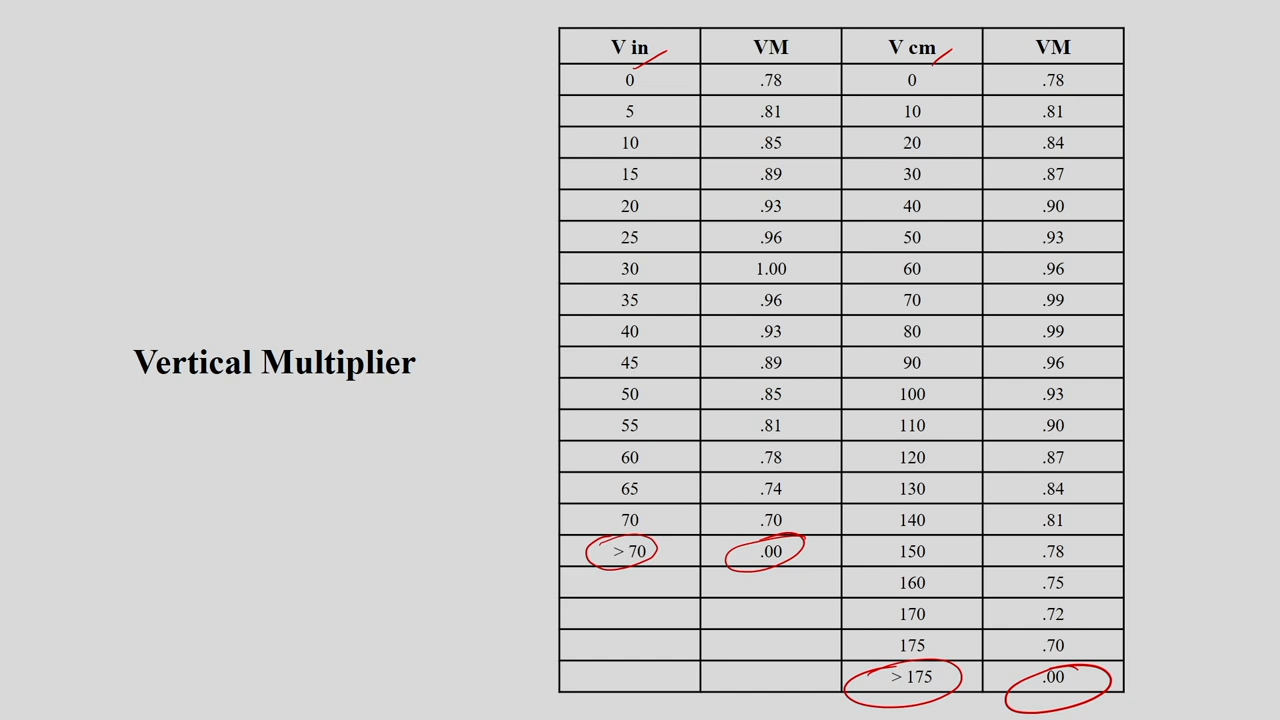 Vertical Multiplier
V in VM V cm VM
0 .78 0 .78
5 .81 10 .81
10 .85 20 .84
15 .89 30 .87
20 .93 40 .90
25 .96 50 .93
30 1.00 60 .96
35 .96 70 .99
40 .93 80 .99
45 .89 90 .96
50 .85 100 .93
55 .81 110 .90
60 .78 120 .87
65 .74 130 .84
70 .70 140 .81
> 70 .00 150 .78
160 .75
170 .72
175 .70
> 175 .00